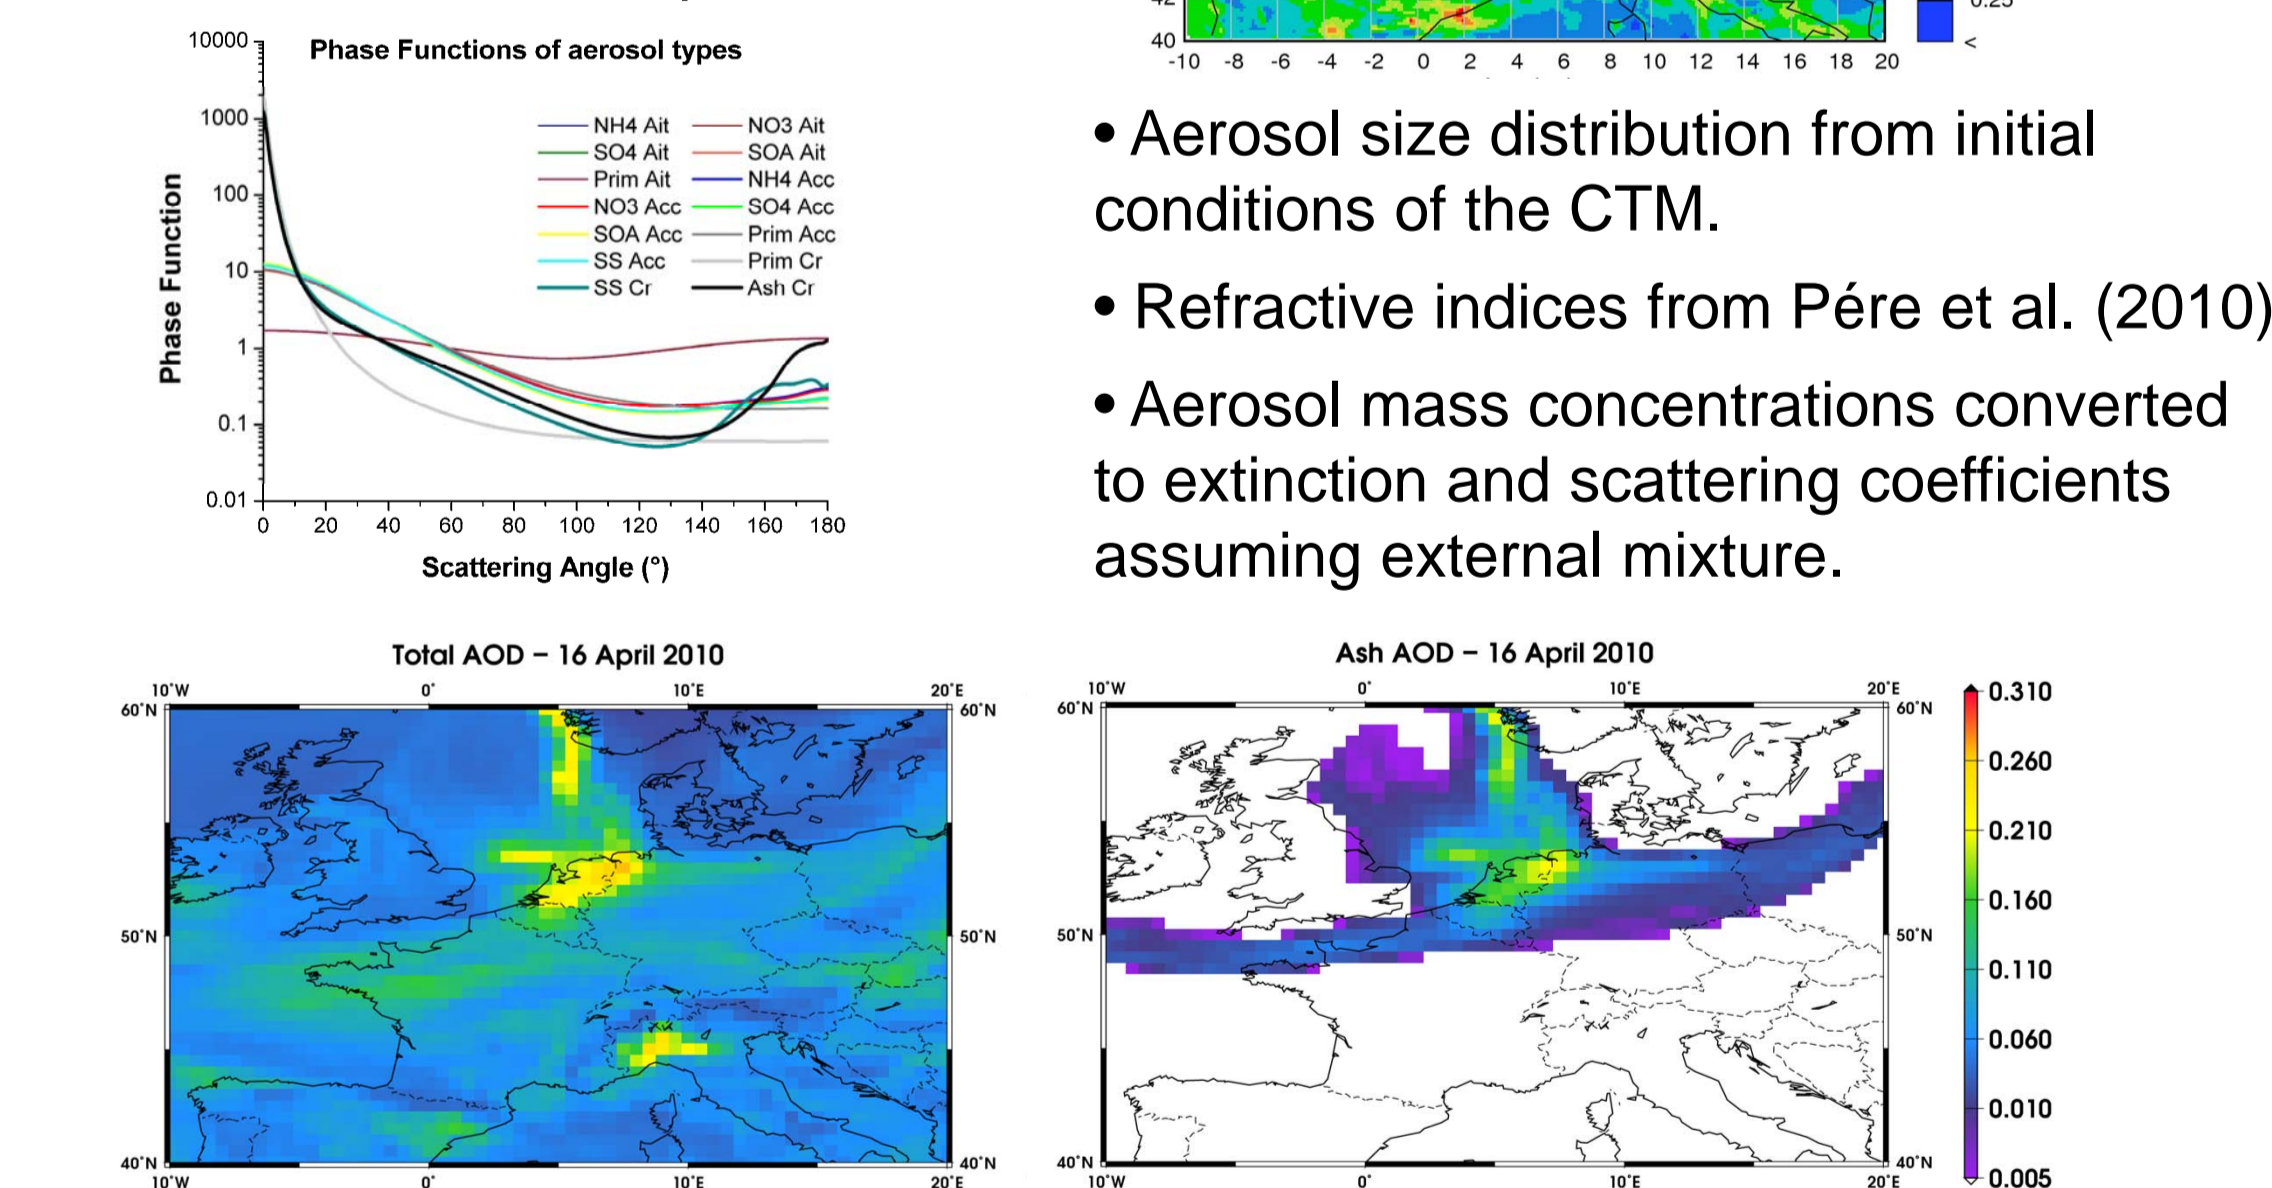 Phase Functions of aerosol types
10000
1000
100
10
1
0.1
0.01
Phase Function
NH4 Ait
NO3 Ait
SO4 Ait
SOA Ait
Prim Ait
NH4 Acc
NO3 Acc
SO4 Acc
SOA Acc
Prim Acc
SS Acc
Prim Cr
SS Cr
Ash Cr
0 20 40 60 80 100 120 140 160 180
Scattering Angle (°)
40
-10 -8 -6 -4 -2 0 2 4 6 8 10 12 14 16 18 20
<
• Aerosol size distribution from initial
conditions of the CTM.
• Refractive indices from Pére et al. (2010)
• Aerosol mass concentrations converted
to extinction and scattering coefficients
assuming external mixture.
Total AOD – 16 April 2010
10°W 0° 10°E 20°E
60°N 60°N
50°N 50°N
40°N 40°N
10°W 0° 10°E 20°E
Ash AOD – 16 April 2010
10°W 0° 10°E 20°E
60°N 60°N
50°N 50°N
40°N 40°N
10°W 0° 10°E 20°E
0.310
0.260
0.210
0.160
0.110
0.060
0.010
0.005